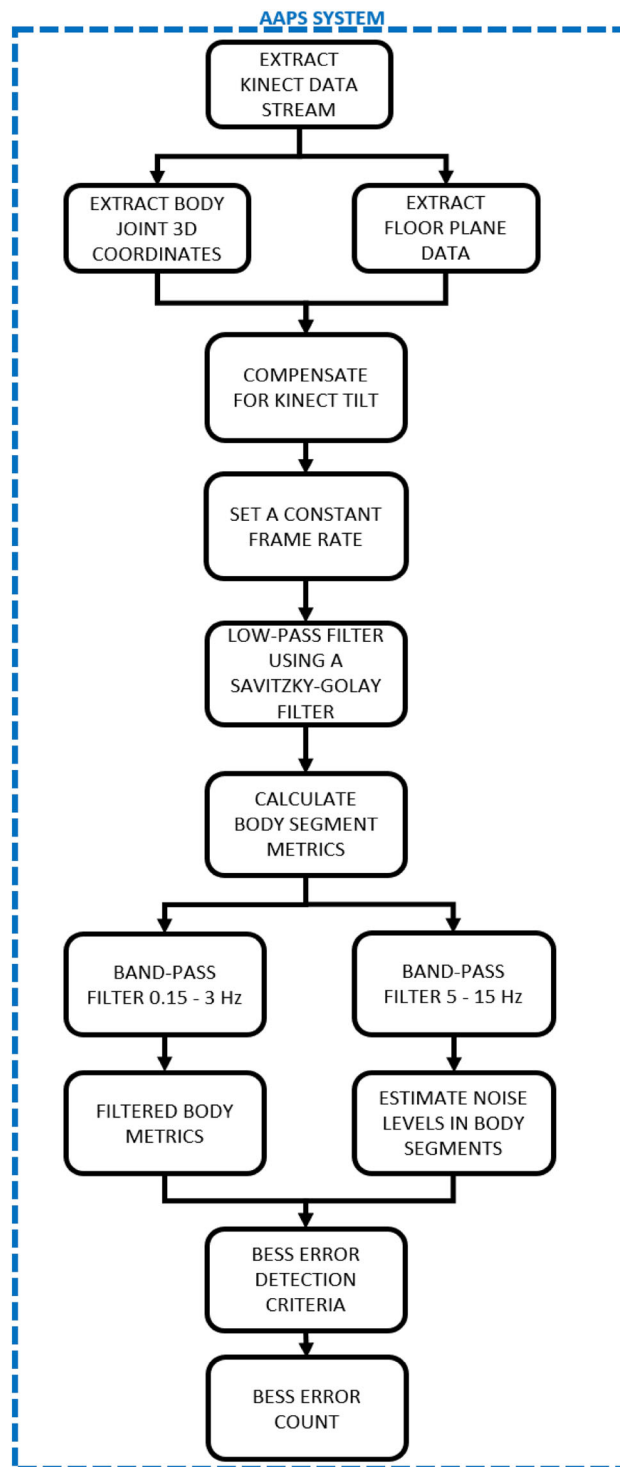 AAPS SYSTEM
EXTRACT
KINECT DATA
STREAM
EXTRACT BODY
JOINT 3D
COORDINATES
EXTRACT
FLOOR PLANE
DATA
COMPENSATE
FOR KINECT TILT
SET A CONSTANT
FRAME RATE
LOW-PASS FILTER
USING A
SAVITZKY-GOLAY
FILTER
CALCULATE
BODY SEGMENT
METRICS
BAND-PASS
FILTER 0.15 - 3 Hz
BAND-PASS
FILTER 5 - 15 Hz
FILTERED BODY
METRICS
ESTIMATE NOISE
LEVELS IN BODY
SEGMENTS
BESS ERROR
DETECTION
CRITERIA
BESS ERROR
COUNT